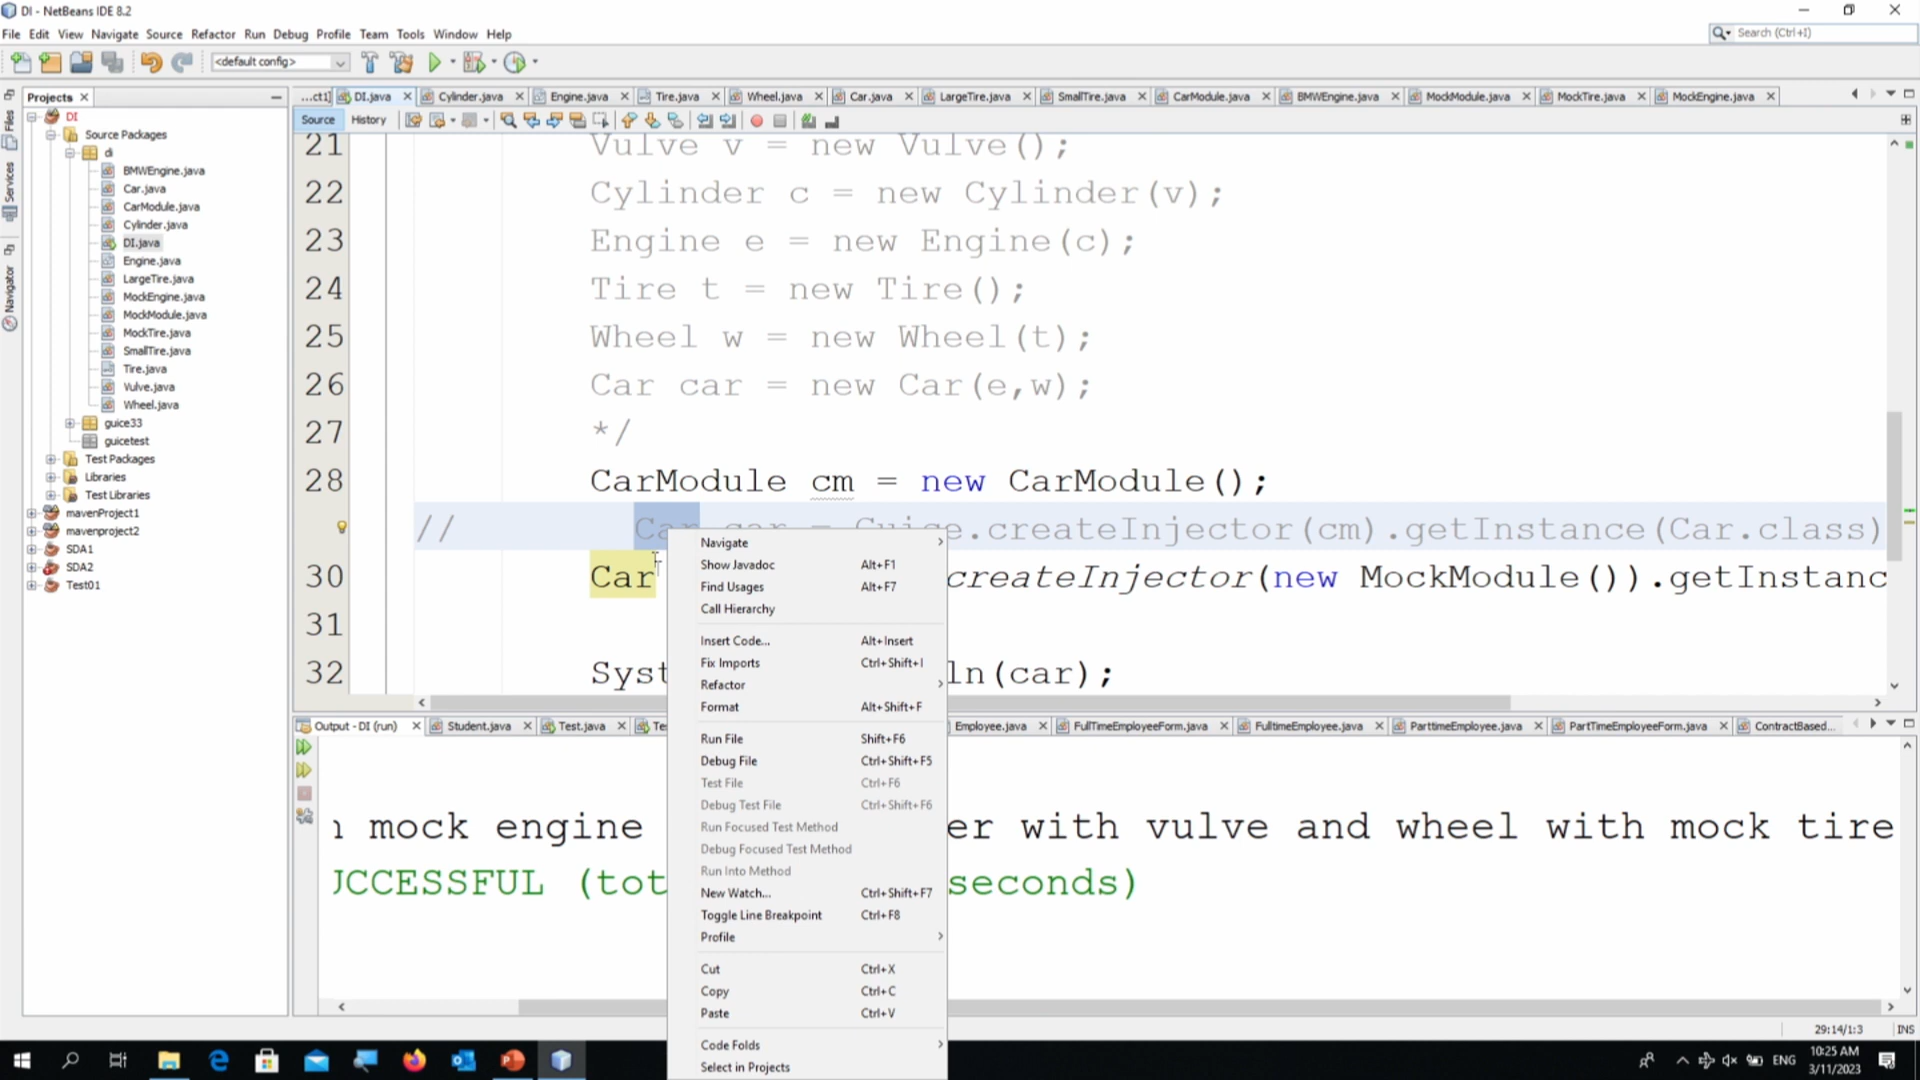 DI - NetBeans IDE 8.2
File Edit View Navigate Source Refactor Run Debug Profile Team Tools Window Help
Search (Ctrl+I)
<default config>
Projects
...ct1] DI.java Cylinder.java Engine.java Tire.java Wheel.java Car.java LargeTire.java SmallTire.java CarModule.java BMWEngine.java MockModule.java MockTire.java MockEngine.java
Source History
Files
Services
Navigator
DI
Source Packages
di
BMWEngine.java
Car.java
CarModule.java
Cylinder.java
DI.java
Engine.java
LargeTire.java
MockEngine.java
MockModule.java
MockTire.java
SmallTire.java
Tire.java
Vulve.java
Wheel.java
guice33
guicetest
Test Packages
Libraries
Test Libraries
mavenProject1
mavenproject2
SDA1
SDA2
Test01
21 Vulve v = new Vulve();
22 Cylinder c = new Cylinder(v);
23 Engine e = new Engine(c);
24 Tire t = new Tire();
25 Wheel w = new Wheel(t);
26 Car car = new Car(e,w);
27 */
28 CarModule cm = new CarModule();
// Car car = Guice.createInjector(cm).getInstance(Car.class)
30 Car createInjector(new MockModule()).getInstanc
31
32 Syst ln(car);
Navigate
Show Javadoc Alt+F1
Find Usages Alt+F7
Call Hierarchy
Insert Code... Alt+Insert
Fix Imports Ctrl+Shift+I
Refactor
Format Alt+Shift+F
Run File Shift+F6
Debug File Ctrl+Shift+F5
Test File Ctrl+F6
Debug Test File Ctrl+Shift+F6
Run Focused Test Method
Debug Focused Test Method
Run Into Method
New Watch... Ctrl+Shift+F7
Toggle Line Breakpoint Ctrl+F8
Profile
Cut Ctrl+X
Copy Ctrl+C
Paste Ctrl+V
Code Folds
Select in Projects
Output - DI (run) Student.java Test.java Te Employee.java FullTimeEmployeeForm.java FulltimeEmployee.java ParttimeEmployee.java PartTimeEmployeeForm.java ContractBased...
mock engine er with vulve and wheel with mock tire
UCCESSFUL (tot seconds)
29:14/1:3 INS
ENG
10:25 AM
3/11/2023